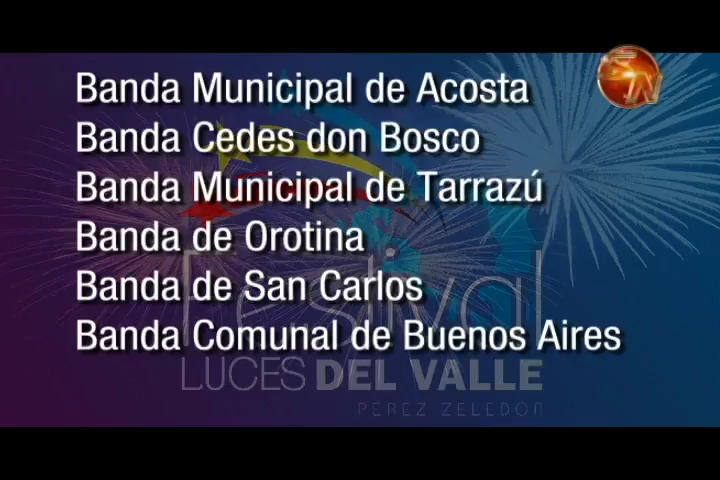 Banda Municipal de Acosta
Banda Cedes don Bosco
Banda Municipal de Tarrazú
Banda de Orotina
Banda de San Carlos
Banda Comunal de Buenos Aires
Festival
LUCES DEL VALLE
PEREZ ZELEDON